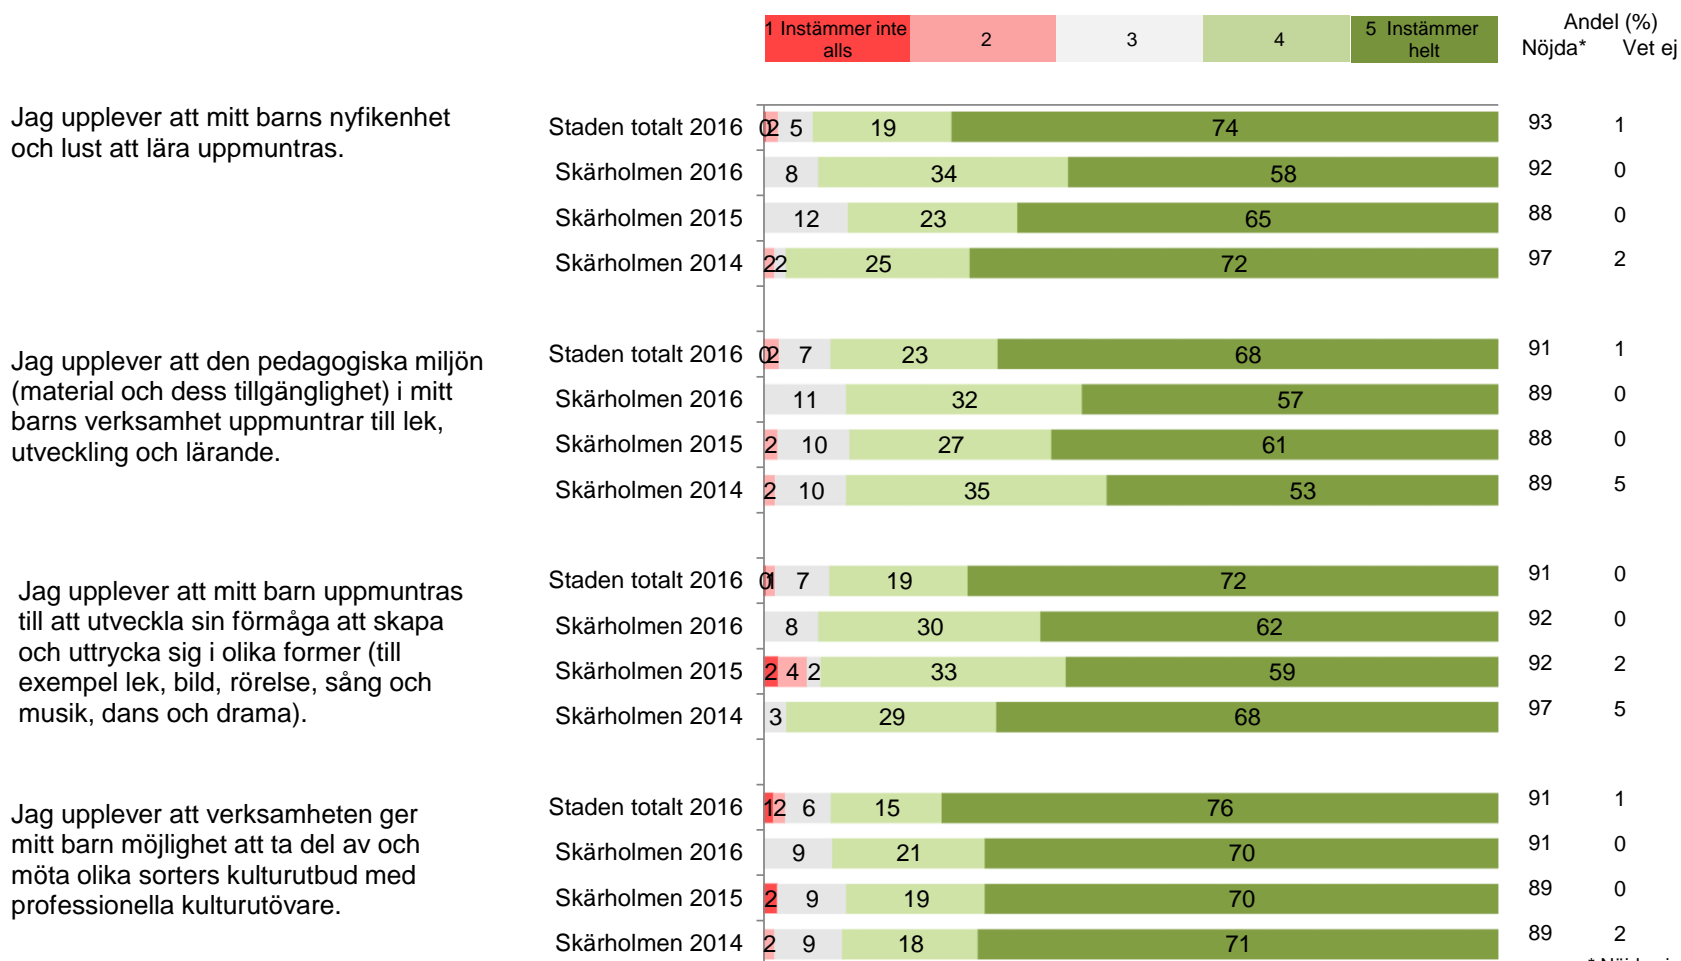 1 Instämmer inte alls 2 3 4 5 Instämmer helt Andel (%)
Nöjda* Vet ej
Jag upplever att mitt barns nyfikenhet
och lust att lära uppmuntras.
Staden totalt 2016 0 2 5 19 74 93 1
Skärholmen 2016 8 34 58 92 0
Skärholmen 2015 12 23 65 88 0
Skärholmen 2014 2 2 25 72 97 2
Jag upplever att den pedagogiska miljön
(material och dess tillgänglighet) i mitt
barns verksamhet uppmuntrar till lek,
utveckling och lärande.
Staden totalt 2016 0 2 7 23 68 91 1
Skärholmen 2016 11 32 57 89 0
Skärholmen 2015 2 10 27 61 88 0
Skärholmen 2014 2 10 35 53 89 5
Jag upplever att mitt barn uppmuntras
till att utveckla sin förmåga att skapa
och uttrycka sig i olika former (till
exempel lek, bild, rörelse, sång och
musik, dans och drama).
Staden totalt 2016 0 1 7 19 72 91 0
Skärholmen 2016 8 30 62 92 0
Skärholmen 2015 2 4 2 33 59 92 2
Skärholmen 2014 3 29 68 97 5
Jag upplever att verksamheten ger
mitt barn möjlighet att ta del av och
möta olika sorters kulturutbud med
professionella kulturutövare.
Staden totalt 2016 1 2 6 15 76 91 1
Skärholmen 2016 9 21 70 91 0
Skärholmen 2015 2 9 19 70 89 0
Skärholmen 2014 2 9 18 71 89 2